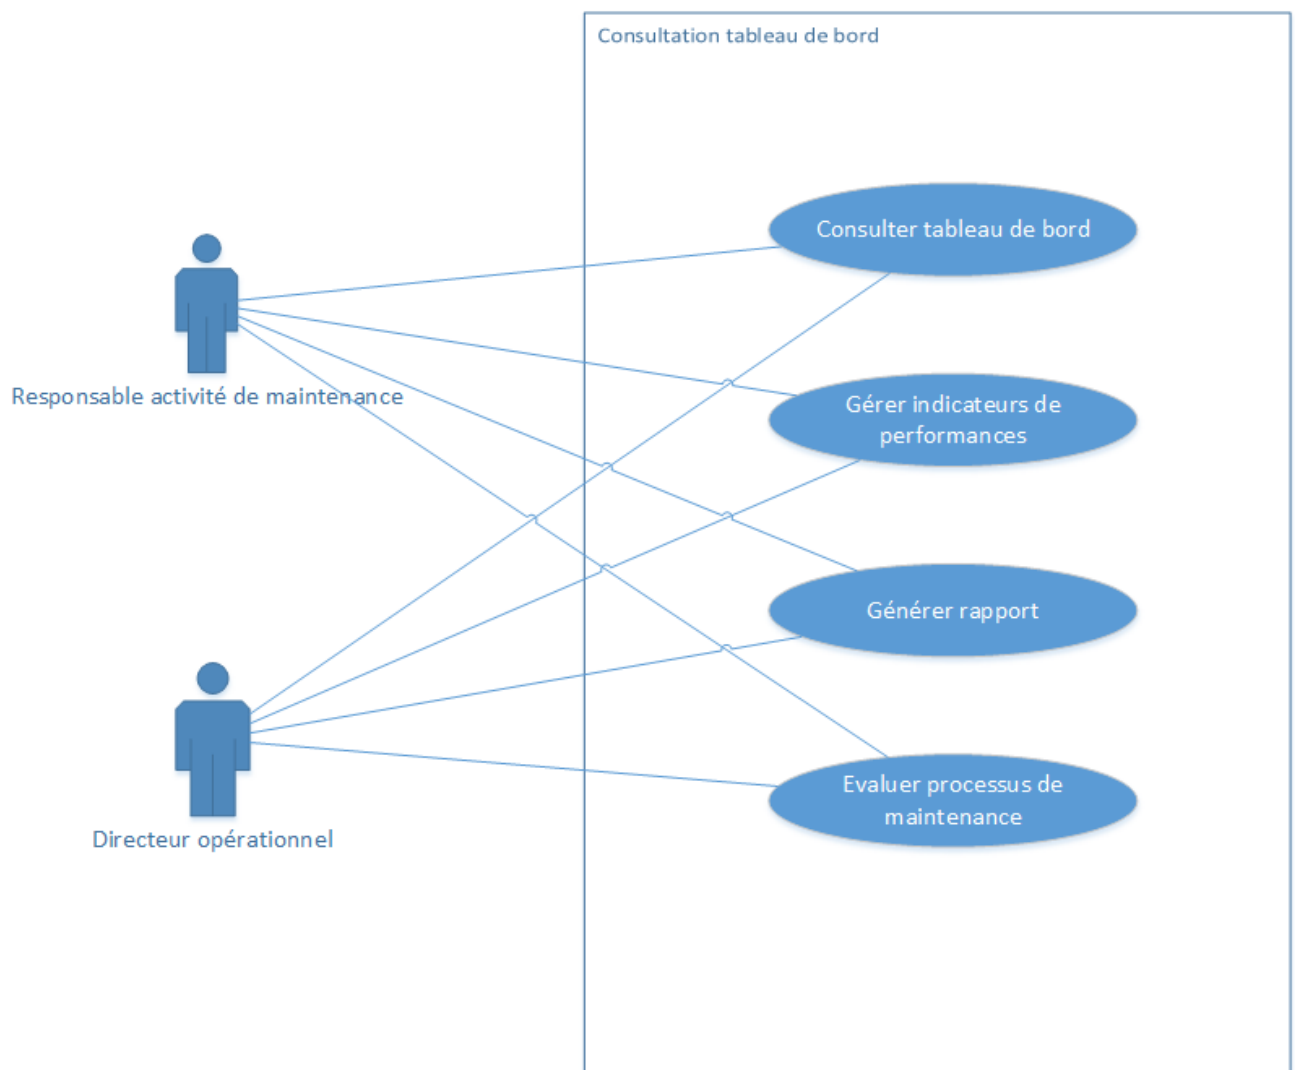 Consultation tableau de bord
Consulter tableau de bord
Responsable activité de maintenance
Gérer indicateurs de
performances
Générer rapport
Evaluer processus de
maintenance
Directeur opérationnel